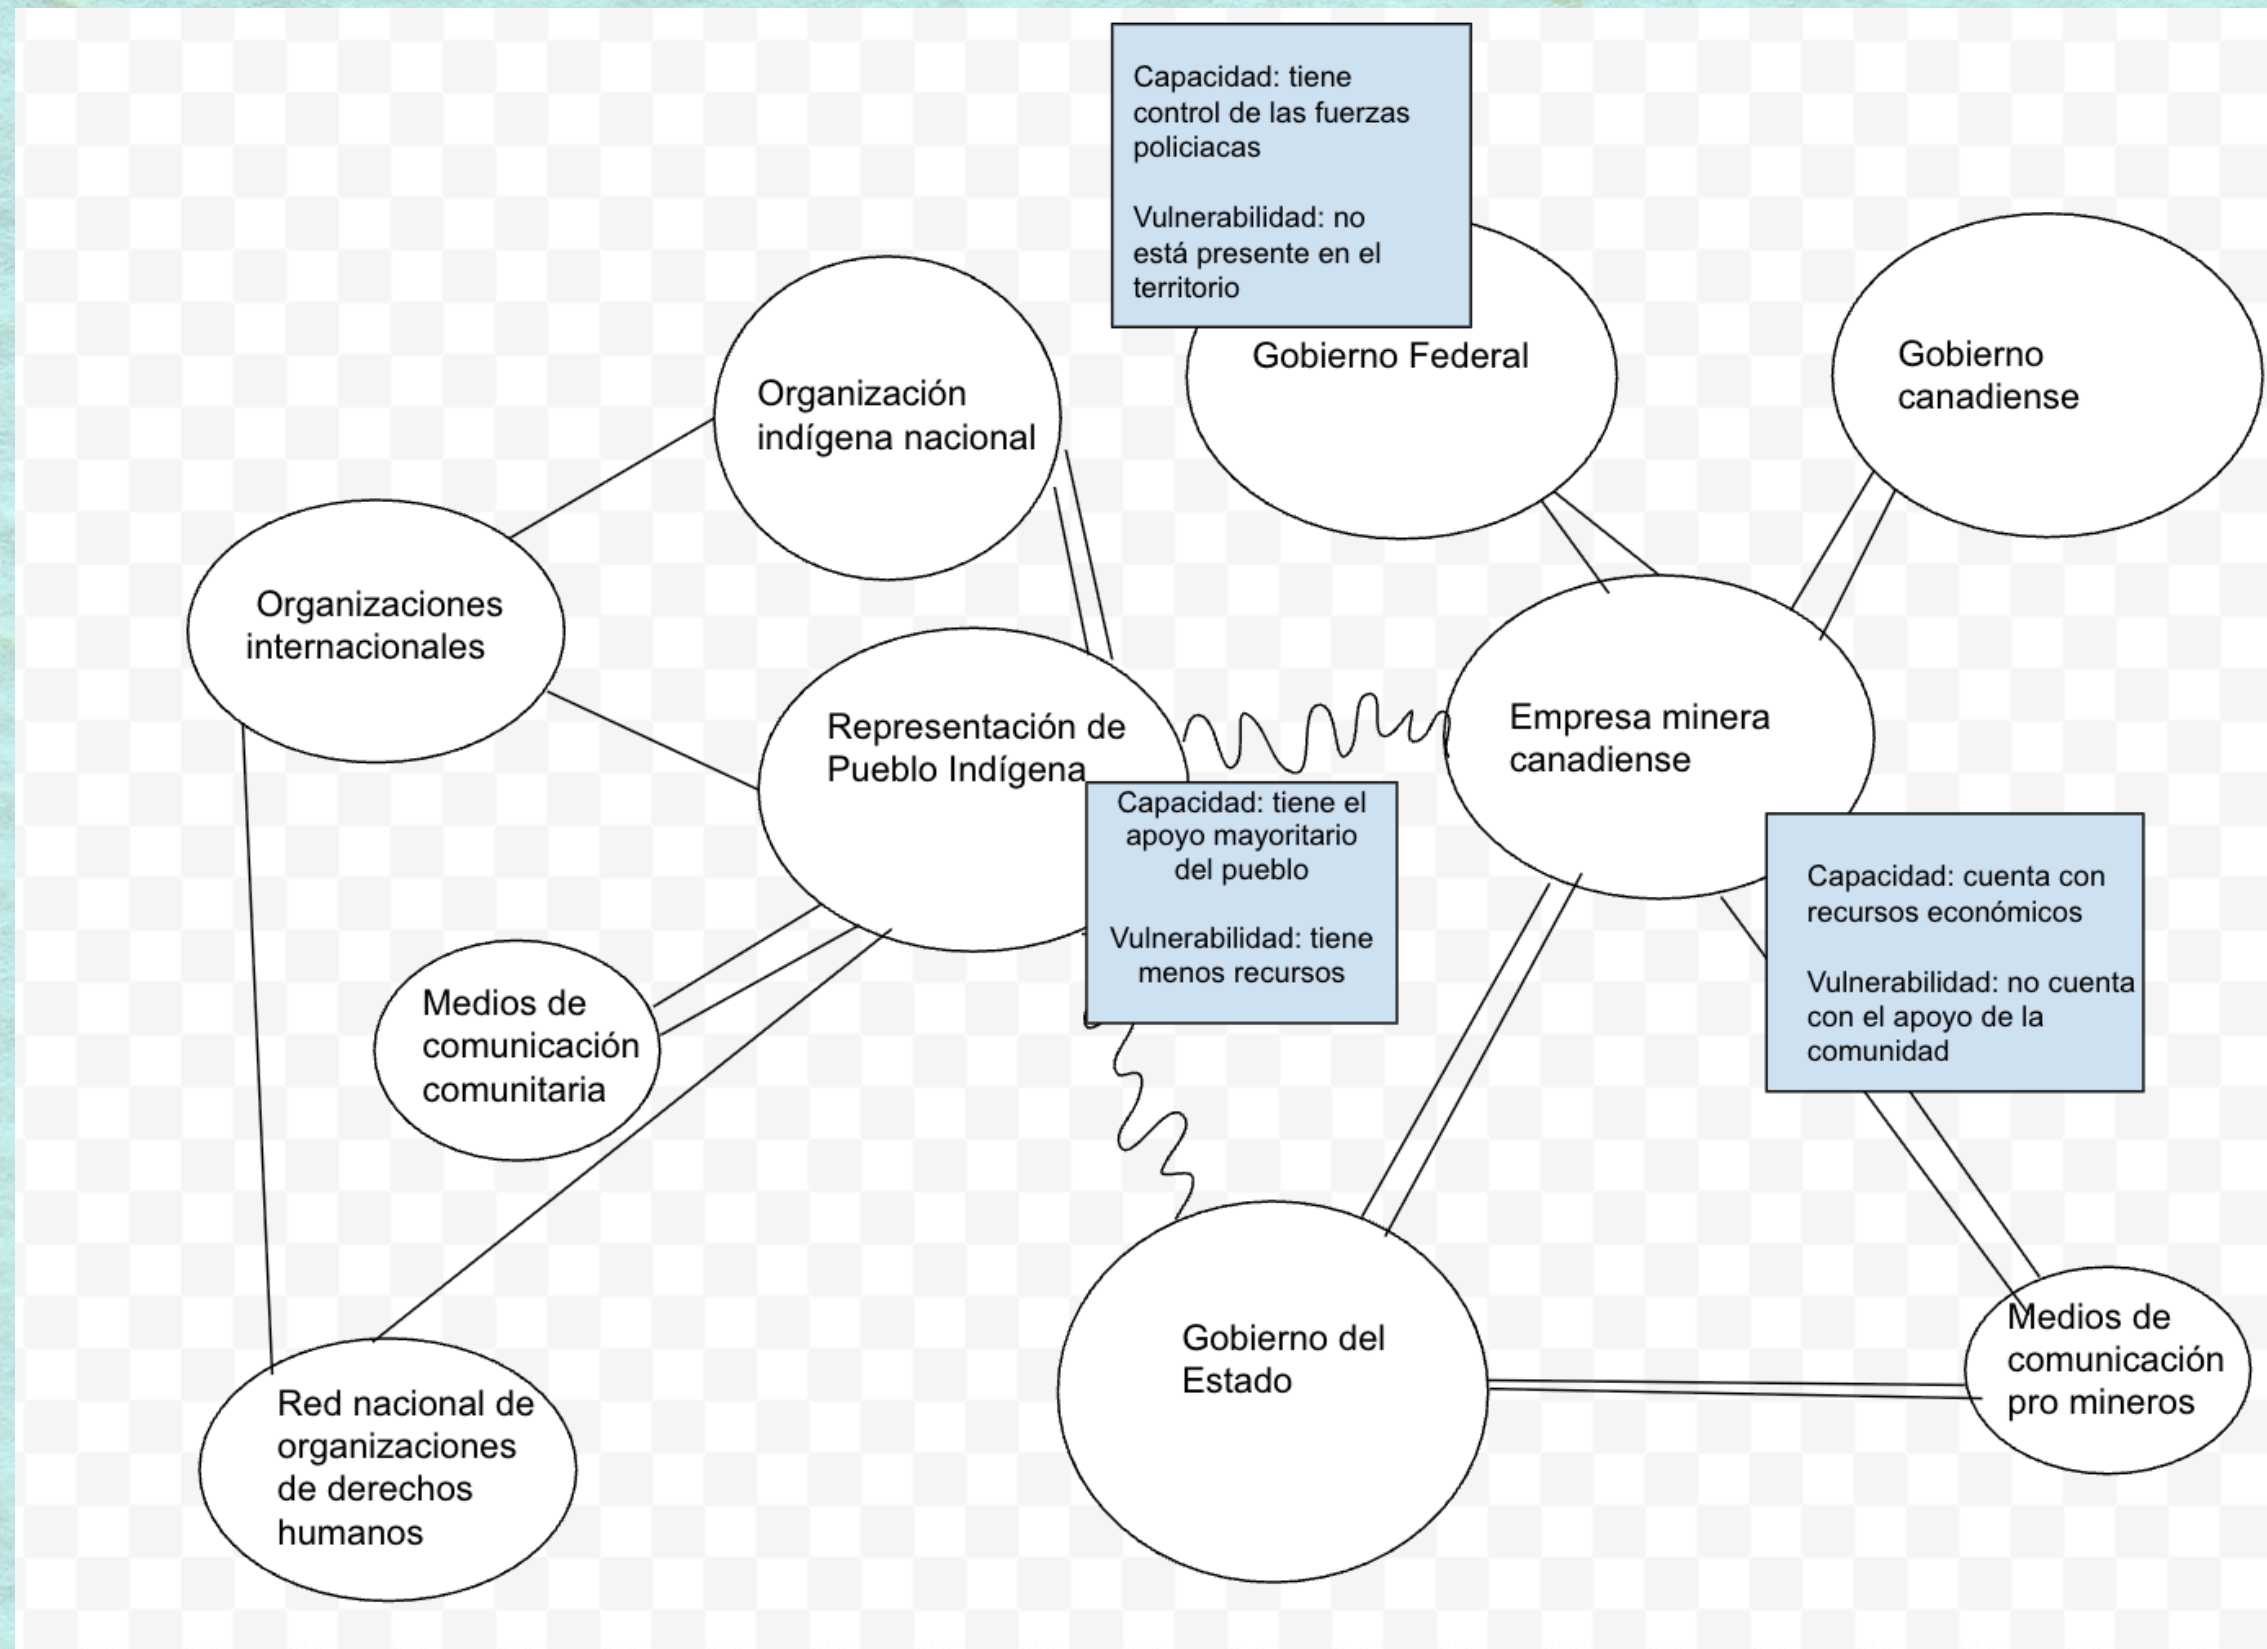 Capacidad: tiene
control de las fuerzas
policiacas
Vulnerabilidad: no
está presente en el
territorio
Gobierno Federal
Gobierno
canadiense
Organización
indígena nacional
Organizaciones
internacionales
Representación de
Pueblo Indígena
Empresa minera
canadiense
Capacidad: tiene el
apoyo mayoritario
del pueblo
Vulnerabilidad: tiene
menos recursos
Capacidad: cuenta con
recursos económicos
Vulnerabilidad: no cuenta
con el apoyo de la
comunidad
Medios de
comunicación
comunitaria
Gobierno del
Estado
Medios de
comunicación
pro mineros
Red nacional de
organizaciones
de derechos
humanos